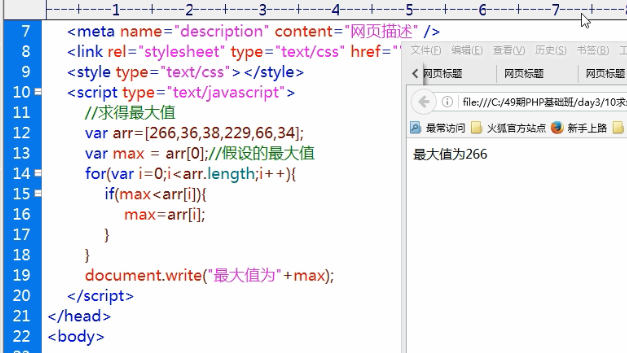 ----1----+----2----+----3----+----4----+----5----+----6----+----7----+----
7 <meta name="description" content="网页描述" />
8 <link rel="stylesheet" type="text/css" href=""
9 <style type="text/css"></style>
10 <script type="text/javascript">
11 //求得最大值
12 var arr=[266,36,38,229,66,34];
13 var max = arr[0];//假设的最大值
14 for(var i=0;i<arr.length;i++){
15 if(max<arr[i]){
16 max=arr[i];
17 }
18 }
19 document.write("最大值为"+max);
20 </script>
21 </head>
22 <body>
文件(F) 编辑(E) 查看(V) 历史(S) 书签(B)
网页标题 网页标题 网页标题
file:///C:/49期PHP基础班/day3/10求
最常访问 火狐官方站点 新手上路
最大值为266